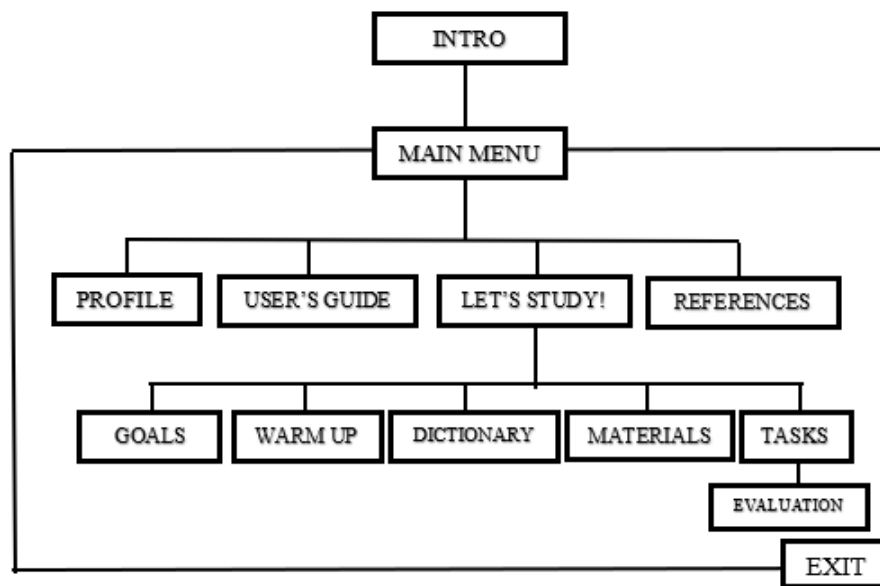 INTRO
MAIN MENU
PROFILE
USER’S GUIDE
LET’S STUDY!
REFERENCES
GOALS
WARM UP
DICTIONARY
MATERIALS
TASKS
EVALUATION
EXIT